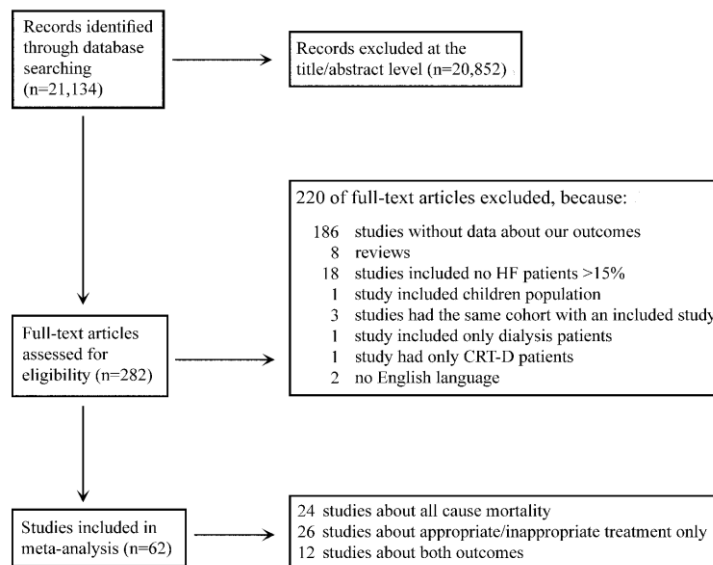 Records identified
through database
searching
(n=21,134)
Records excluded at the
title/abstract level (n=20,852)
220 of full-text articles excluded, because:
186 studies without data about our outcomes
8 reviews
18 studies included no HF patients >15%
1 study included children population
3 studies had the same cohort with an included study
1 study included only dialysis patients
1 study had only CRT-D patients
2 no English language
Full-text articles
assessed for
eligibility (n=282)
Studies included in
meta-analysis (n=62)
24 studies about all cause mortality
26 studies about appropriate/inappropriate treatment only
12 studies about both outcomes